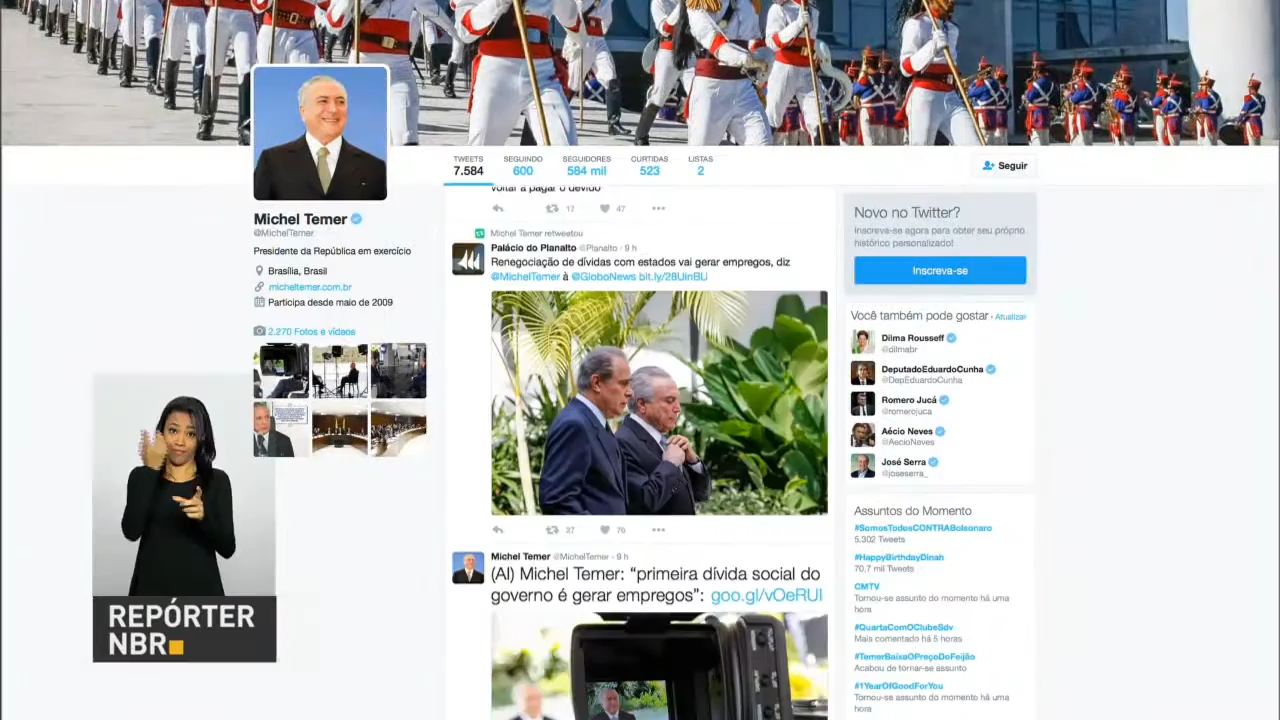 TWEETS
7.584
SEGUINDO
600
SEGUIDORES
584 mil
CURTIDAS
523
LISTAS
2
Seguir
Michel Temer
@MichelTemer
Presidente da República em exercício
Brasília, Brasil
micheltemer.com.br
Participa desde maio de 2009
2.270 Fotos e vídeos
voltar a pagar o devido
17
47
Michel Temer retweetou
Palácio do Planalto @Planalto · 9 h
Renegociação de dívidas com estados vai gerar empregos, diz
@MichelTemer à @GloboNews bit.ly/28UinBU
27
76
Michel Temer @MichelTemer · 9 h
(AI) Michel Temer: “primeira dívida social do
governo é gerar empregos”: goo.gl/vOeRUI
Novo no Twitter?
Inscreva-se agora para obter seu próprio
histórico personalizado!
Inscreva-se
Você também pode gostar · Atualizar
Dilma Rousseff
@dilmabr
DeputadoEduardoCunha
@DepEduardoCunha
Romero Jucá
@romerojuca
Aécio Neves
@AecioNeves
José Serra
@joseserra_
Assuntos do Momento
#SomosTodosCONTRABolsonaro
5.302 Tweets
#HappyBirthdayDinah
70,7 mil Tweets
CMTV
Tornou-se assunto do momento há uma
hora
#QuartaComOClubeSdv
Mais comentado há 5 horas
#TemerBaixaOPreçoDoFeijão
Acabou de tornar-se assunto
#1YearOfGoodForYou
Tornou-se assunto do momento há uma
hora
REPÓRTER
NBR